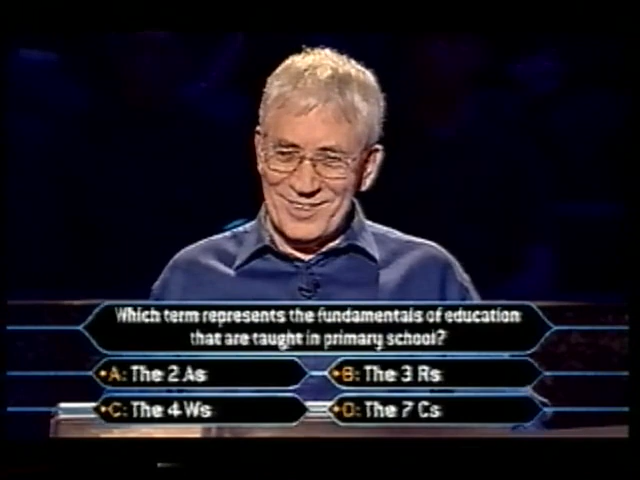 Which term represents the fundamentals of education
that are taught in primary school?
A: The 2 As
B: The 3 Rs
C: The 4 Ws
D: The 7 Cs